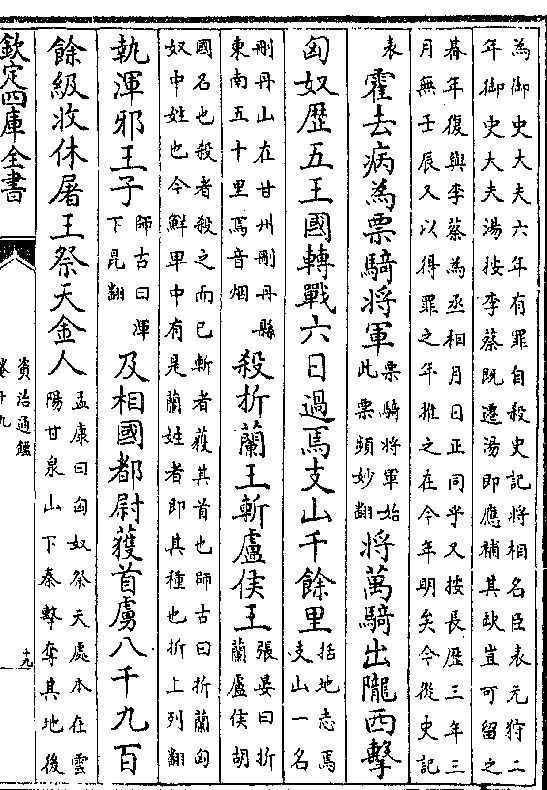 為御史大夫六年有罪自殺史記將相名臣表元狩二
年御史大夫湯按李蔡既遷湯即應補其缺豈可留之
暮年復與李蔡為丞相月日正同乎又按長歷三年三
月無壬辰又以得罪之年推之在今年明矣今從史記
表
霍去病為票騎將軍
票騎將軍始
此票頻妙翻
將萬騎出隴西擊
匈奴歷五王國轉戰六日過焉支山千餘里
括地志焉
支山一名
刪丹山在甘州刪丹縣
東南五十里焉音烟
殺折蘭王斬盧侯王
張晏曰折
蘭盧侯胡
國名也殺者殺之而已斬者獲其首也師古曰折蘭匈
奴中姓也今鮮卑中有是蘭姓者即其種也折上列翻
執渾邪王子
師古曰渾
下昆翻
及相國都尉獲首虜八千九百
餘級收休屠王祭天金人
孟康曰匈奴祭天處本在雲
陽甘泉山下秦擊奪其地後
欽定四庫全書
資治通鑑
卷十九
十九